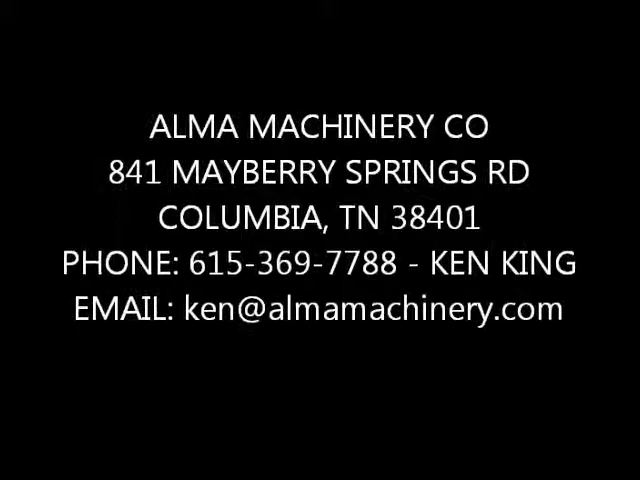 ALMA MACHINERY CO
841 MAYBERRY SPRINGS RD
COLUMBIA, TN 38401
PHONE: 615-369-7788 - KEN KING
EMAIL: ken@almamachinery.com